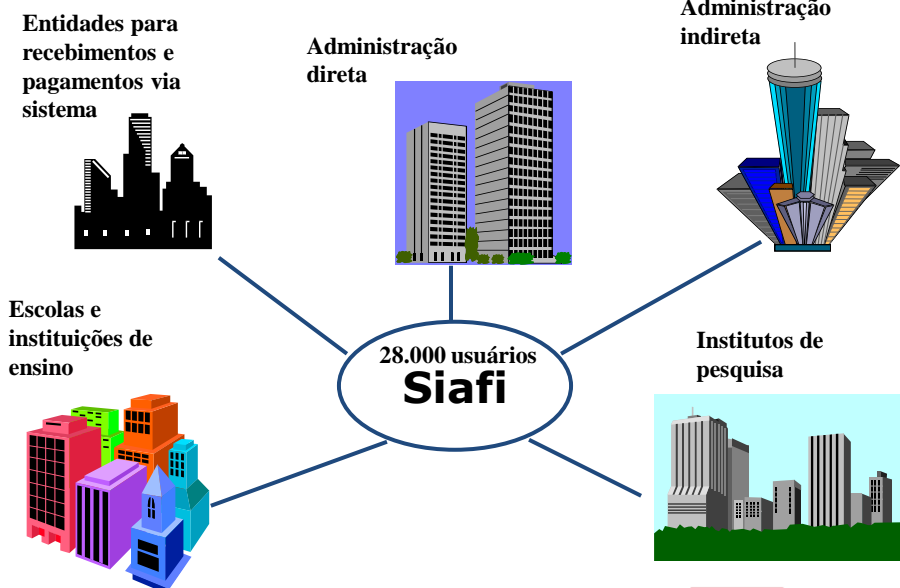 Entidades para
recebimentos e
pagamentos via
sistema
Administração
direta
Administração
indireta
Escolas e
instituições de
ensino
28.000 usuários
Siafi
Institutos de
pesquisa